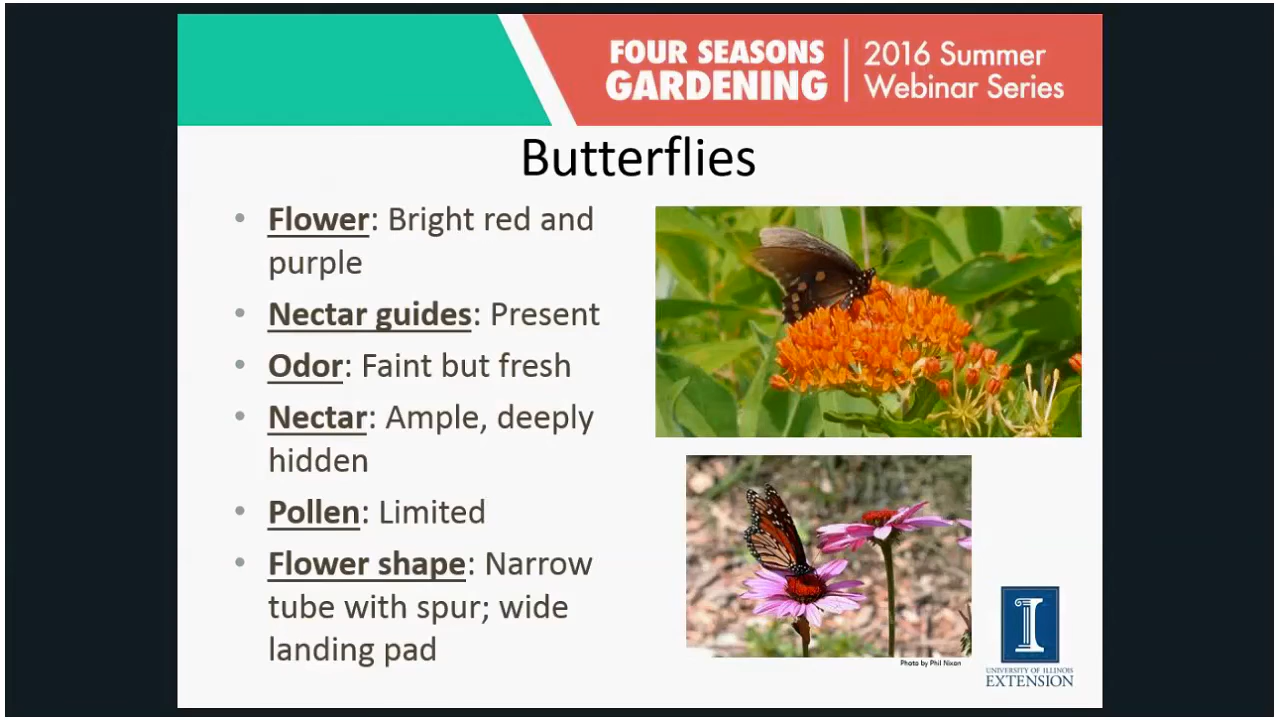 FOUR SEASONS
GARDENING
2016 Summer
Webinar Series
Butterflies
• Flower: Bright red and
purple
• Nectar guides: Present
• Odor: Faint but fresh
• Nectar: Ample, deeply
hidden
• Pollen: Limited
• Flower shape: Narrow
tube with spur; wide
landing pad
Photo by Phil Nixon
I
UNIVERSITY OF ILLINOIS
EXTENSION